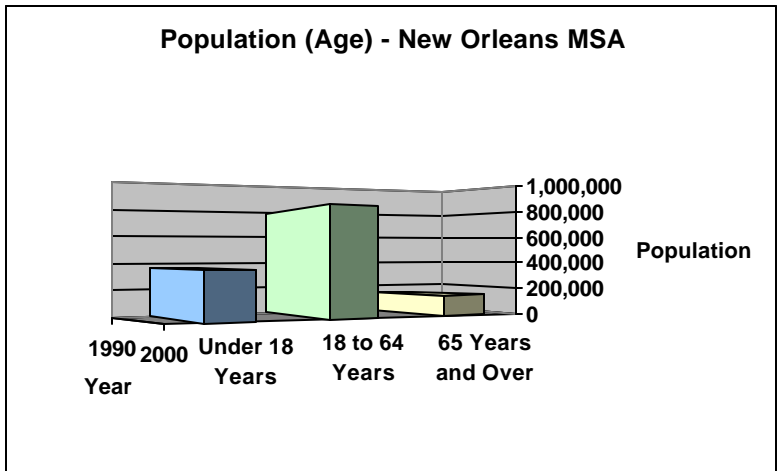 Population (Age) - New Orleans MSA
1,000,000
800,000
600,000
400,000
200,000
0
Population
1990
2000
Year
Under 18
Years
18 to 64
Years
65 Years
and Over